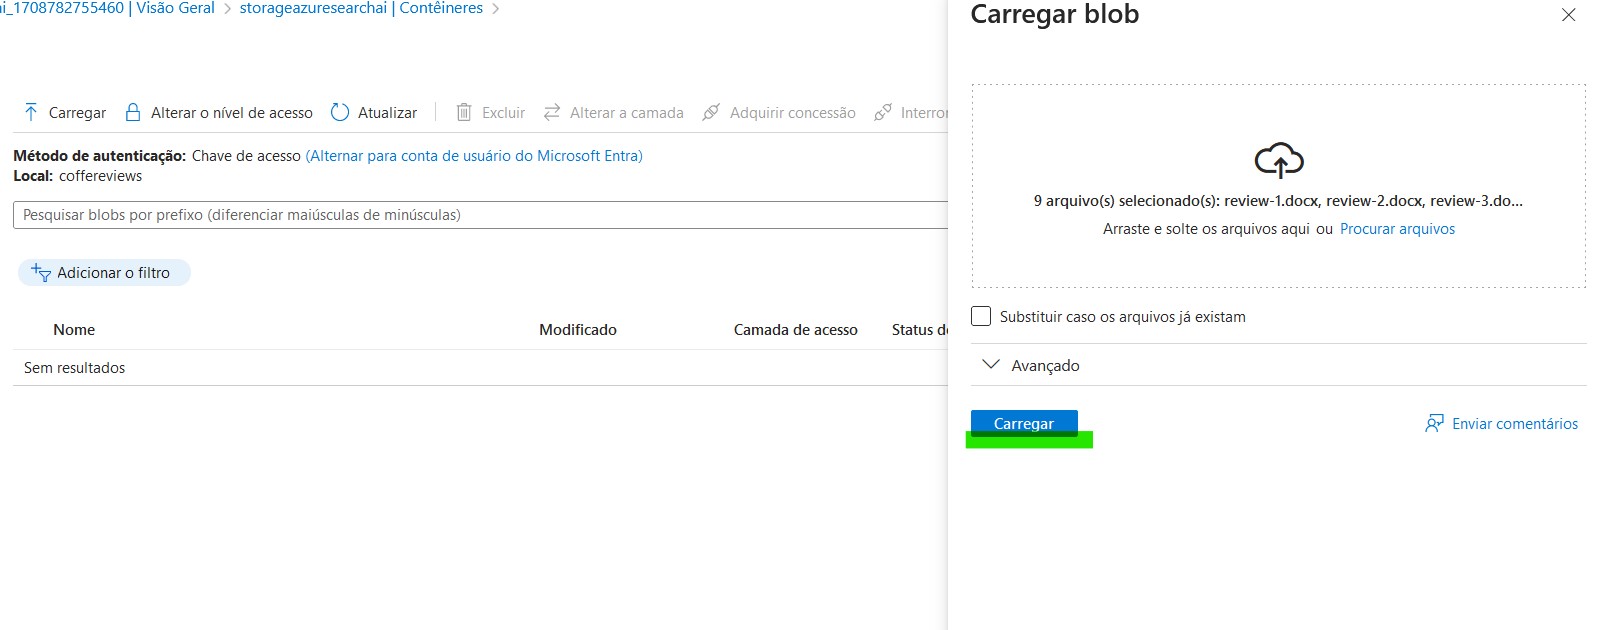 ai_1708782755460 | Visão Geral > storageazuresearchai | Contêineres >
Carregar Alterar o nível de acesso Atualizar Excluir Alterar a camada Adquirir concessão Interror
Método de autenticação: Chave de acesso (Alternar para conta de usuário do Microsoft Entra)
Local: coffereviews
Pesquisar blobs por prefixo (diferenciar maiúsculas de minúsculas)
Adicionar o filtro
Nome Modificado Camada de acesso Status de
Sem resultados
Carregar blob
9 arquivo(s) selecionado(s): review-1.docx, review-2.docx, review-3.do...
Arraste e solte os arquivos aqui ou Procurar arquivos
Substituir caso os arquivos já existam
Avançado
Carregar
Enviar comentários